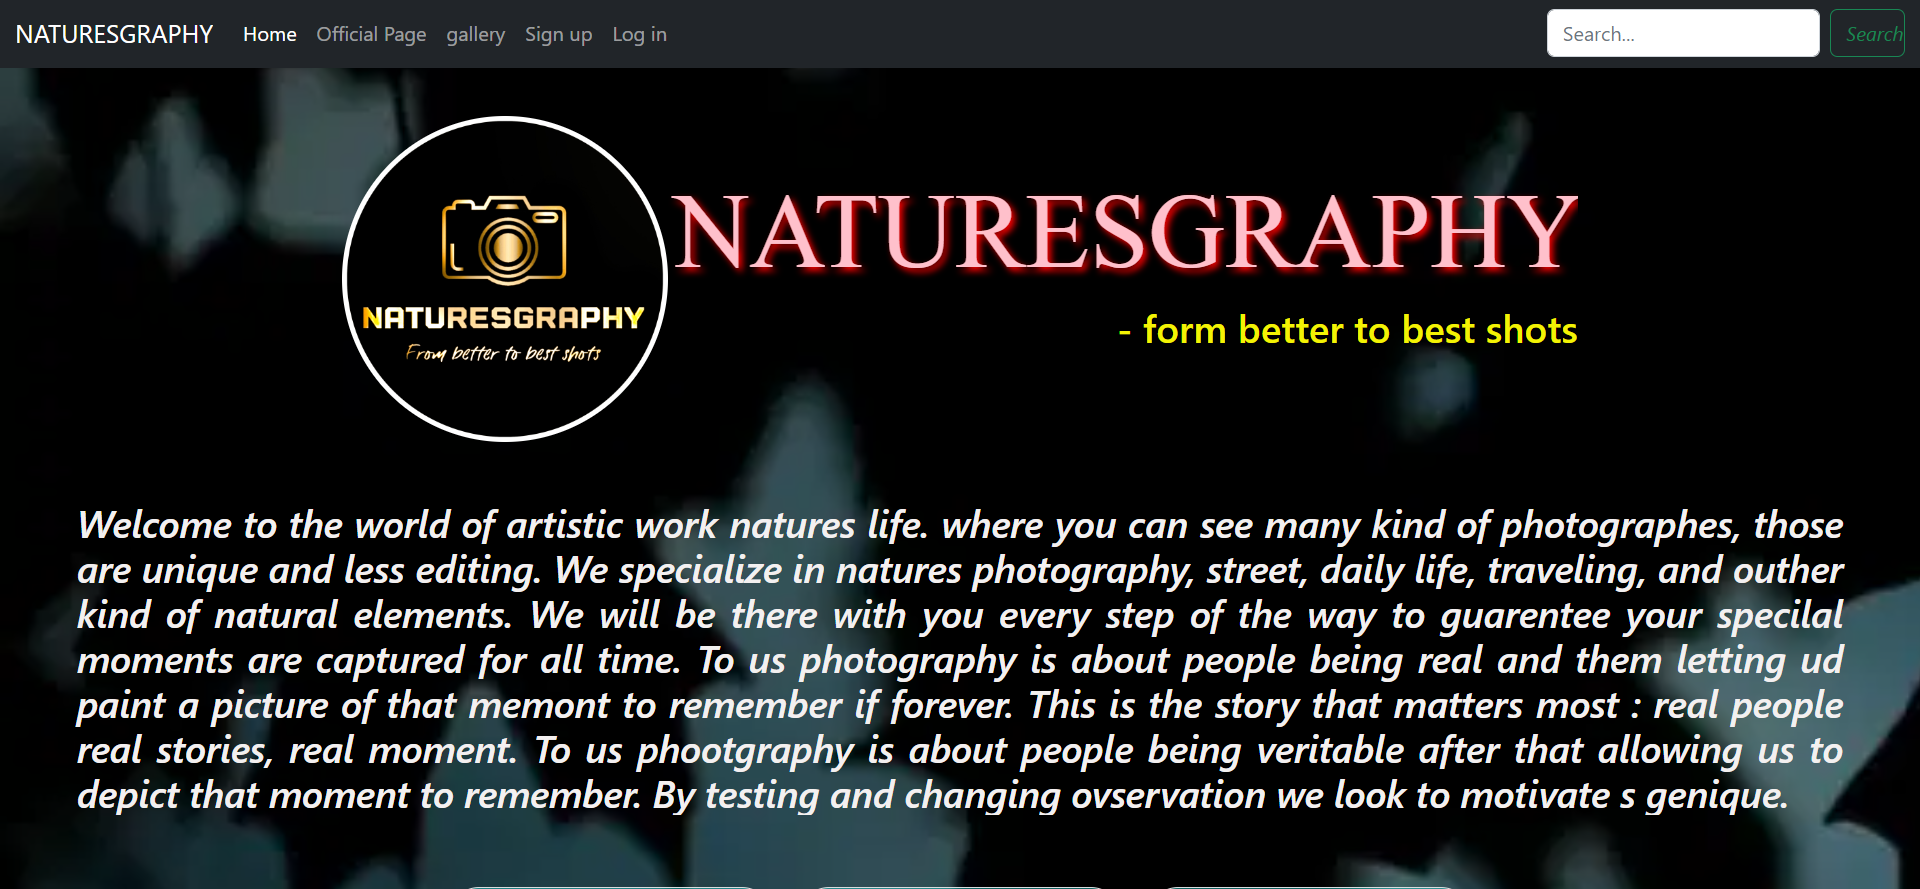 NATURESGRAPHY Home Official Page gallery Sign up Log in Search... Search
NATURESGRAPHY
- form better to best shots
NATURESGRAPHY
From better to best shots
Welcome to the world of artistic work natures life. where you can see many kind of photographes, those
are unique and less editing. We specialize in natures photography, street, daily life, traveling, and outher
kind of natural elements. We will be there with you every step of the way to guarentee your specilal
moments are captured for all time. To us photography is about people being real and them letting ud
paint a picture of that memont to remember if forever. This is the story that matters most : real people
real stories, real moment. To us phootgraphy is about people being veritable after that allowing us to
depict that moment to remember. By testing and changing ovservation we look to motivate s genique.